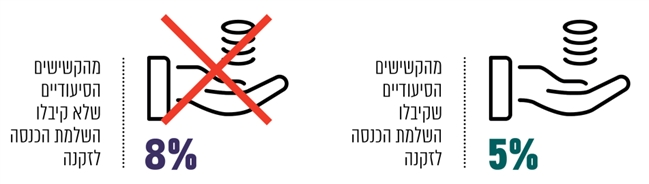 5%
מהקשישים
הסיעודיים
שקיבלו
השלמת הכנסה
לזקנה
8%
מהקשישים
הסיעודיים
שלא קיבלו
השלמת הכנסה
לזקנה